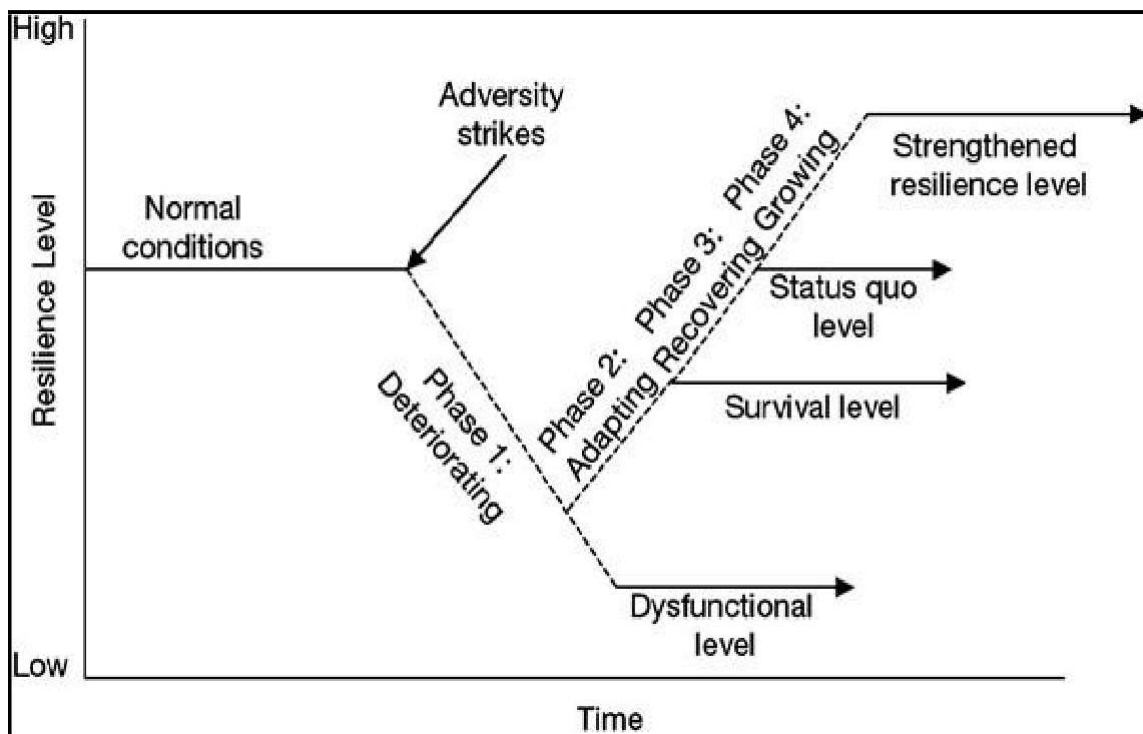 High
Adversity
strikes
Normal
conditions
Resilience Level
Phase 1:
Deteriorating
Phase 2: Phase 3: Phase 4:
Adapting Recovering Growing
Strengthened
resilience level
Status quo
level
Survival level
Dysfunctional
level
Low
Time